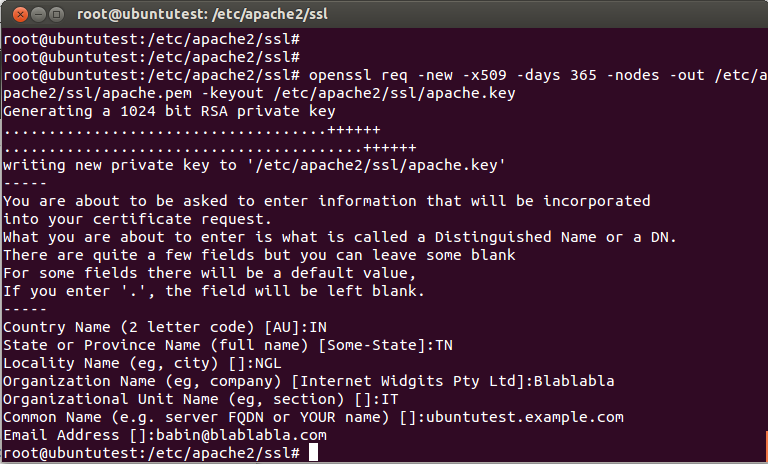 root@ubuntutest: /etc/apache2/ssl
root@ubuntutest:/etc/apache2/ssl#
root@ubuntutest:/etc/apache2/ssl#
root@ubuntutest:/etc/apache2/ssl# openssl req -new -x509 -days 365 -nodes -out /etc/a
pache2/ssl/apache.pem -keyout /etc/apache2/ssl/apache.key
Generating a 1024 bit RSA private key
....................................++++++
........................................++++++
writing new private key to '/etc/apache2/ssl/apache.key'
-----
You are about to be asked to enter information that will be incorporated
into your certificate request.
What you are about to enter is what is called a Distinguished Name or a DN.
There are quite a few fields but you can leave some blank
For some fields there will be a default value,
If you enter '.', the field will be left blank.
-----
Country Name (2 letter code) [AU]:IN
State or Province Name (full name) [Some-State]:TN
Locality Name (eg, city) []:NGL
Organization Name (eg, company) [Internet Widgits Pty Ltd]:Blablabla
Organizational Unit Name (eg, section) []:IT
Common Name (e.g. server FQDN or YOUR name) []:ubuntutest.example.com
Email Address []:babin@blablabla.com
root@ubuntutest:/etc/apache2/ssl#